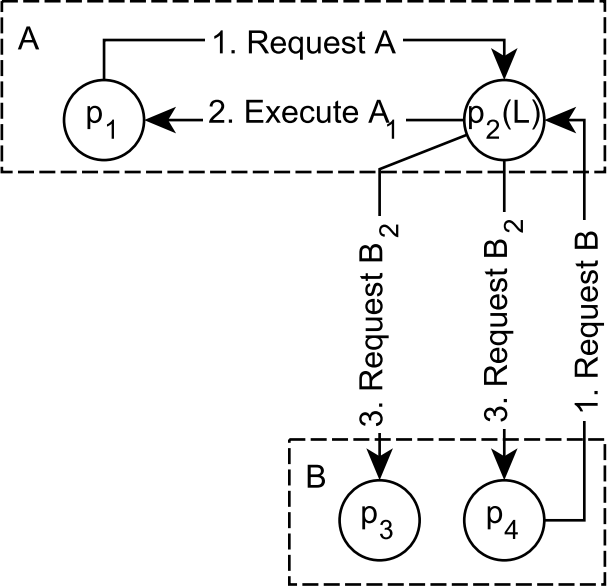 A
1. Request A
p1
2. Execute A1
p2(L)
3. Request B2
3. Request B2
1. Request B
B
p3
p4